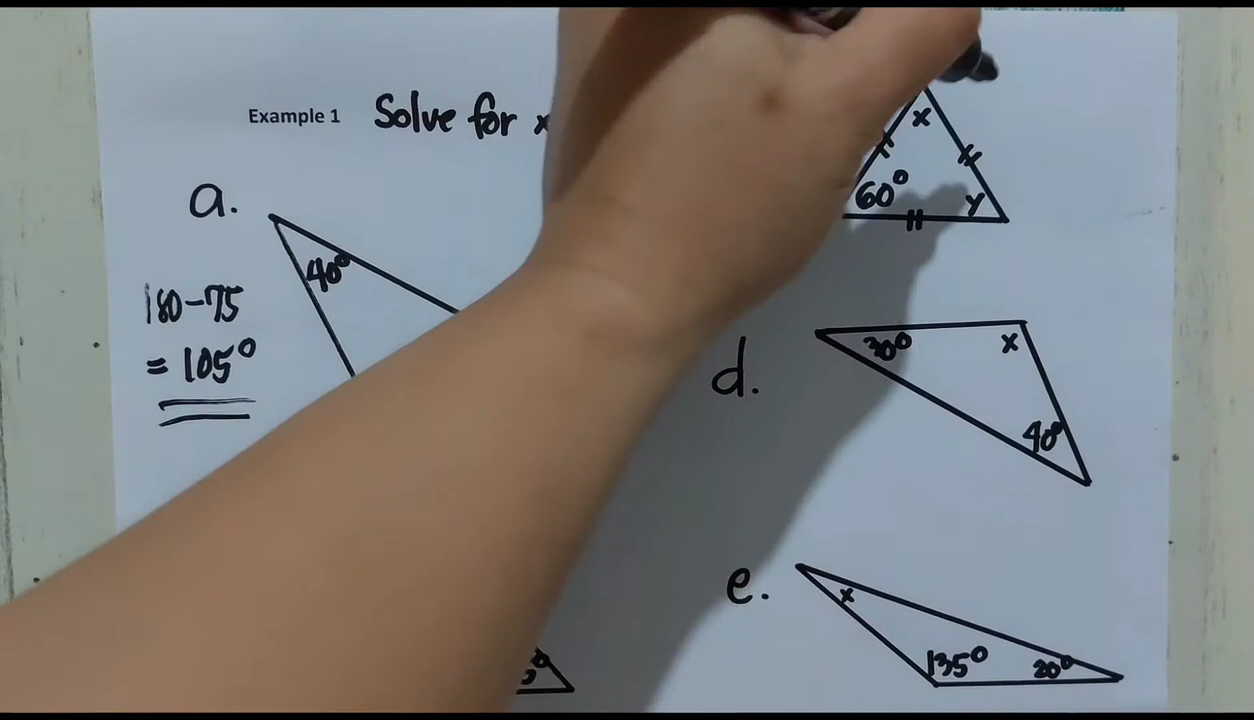 Example 1 Solve for x
a.
40°
180-75
= 105°
x
60°
y
d.
30°
x
40°
e.
x
135°
20°